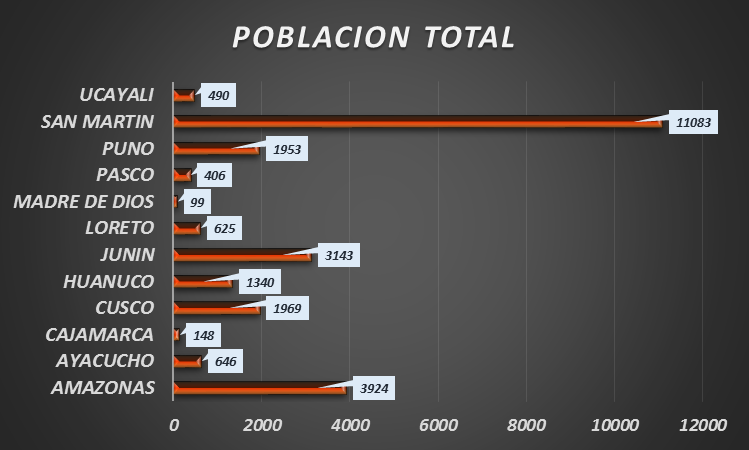 POBLACION TOTAL
UCAYALI 490
SAN MARTIN 11083
PUNO 1953
PASCO 406
MADRE DE DIOS 99
LORETO 625
JUNIN 3143
HUANUCO 1340
CUSCO 1969
CAJAMARCA 148
AYACUCHO 646
AMAZONAS 3924
0 2000 4000 6000 8000 10000 12000